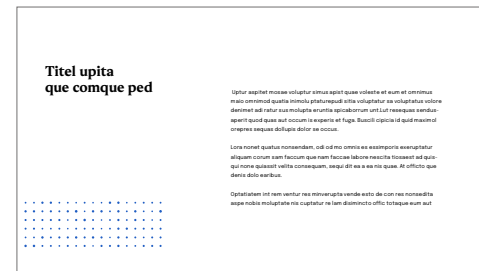 Titel upita
que comque ped
Uptur aspitet mosae voluptur simus apist quae voleste et eum et omnimus
maio omnimod quatia inimolu ptaturepudi sitia voluptatur sa voluptatus volore
denimet adi ratur sus molupta eruntia spicaborrum unt.Lut resequas sendus-
aperit quod quas aut occum is experis et fuga. Buscili cipicia id quid maximol
orepres sequas dollupis dolor se occus.
Lora nonet quatus nonsendam, odi od mo omnis es essimporis exeruptatur
aliquam corum sam faccum que nam faccae labore nescita tiosaest ad quis-
qui none quiassit velita consequam, sequi dit ea a ea nis quae. At officto que
denis dolo earibus.
Optatiatem int rem ventur res minverupta vende esto de con res nonsedita
aspe nobis moluptate nis cuptatur re lam disimincto offic totaque eum aut